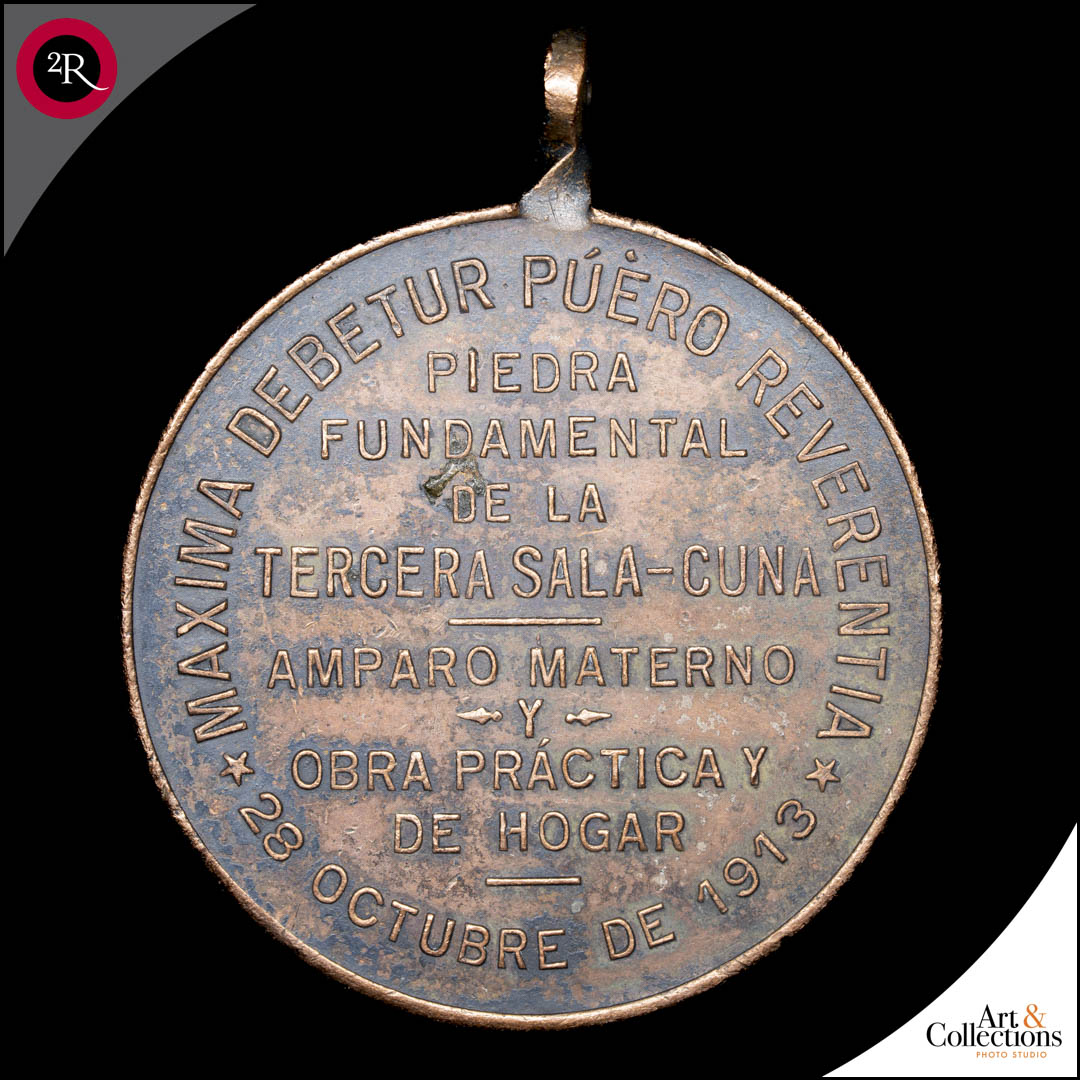 2R
MAXIMA DEBETUR PÚÈRO REVERENTIA
PIEDRA
FUNDAMENTAL
DE LA
TERCERA SALA-CUNA
AMPARO MATERNO
Y
OBRA PRÁCTICA Y
DE HOGAR
★ 28 OCTUBRE DE 1913 ★
Art &
Collections
PHOTO STUDIO